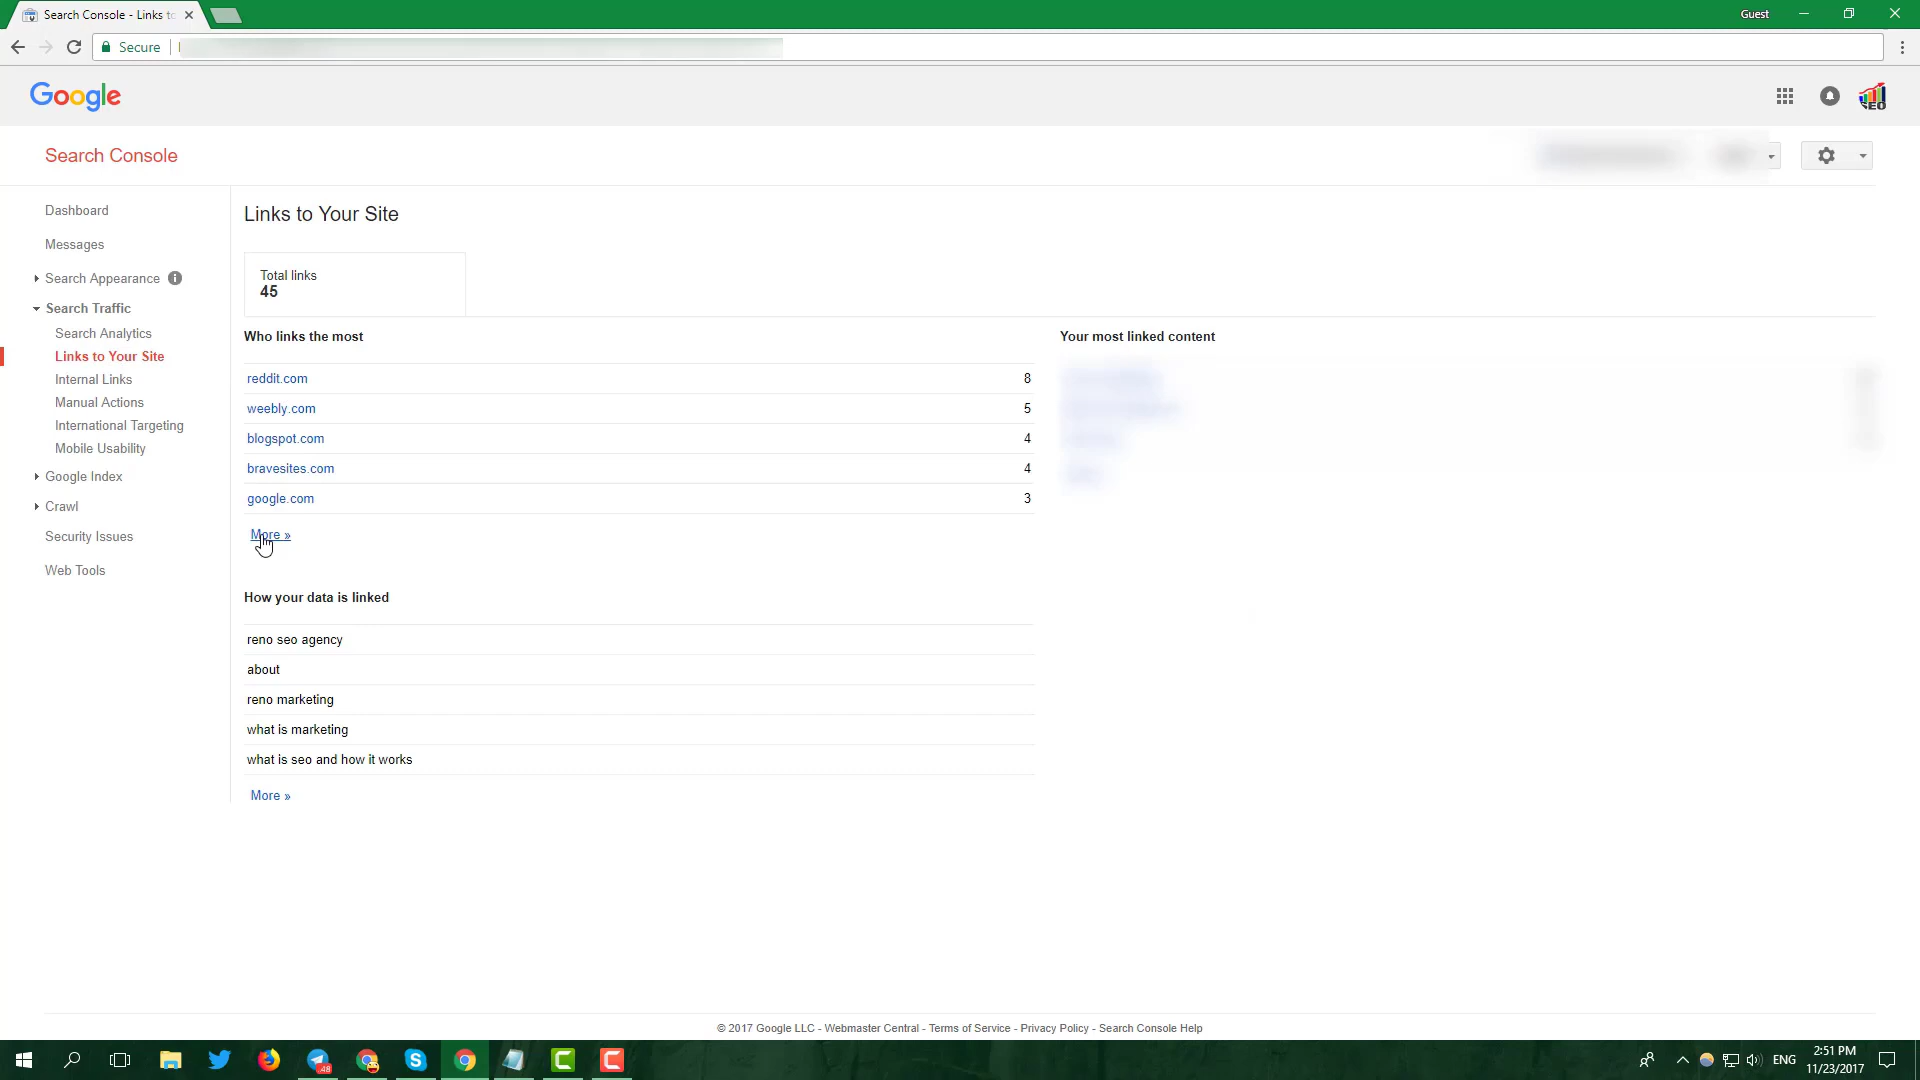 Search Console - Links to
Guest
Secure
Google
SEO
Search Console
Dashboard
Messages
Search Appearance
Search Traffic
Search Analytics
Links to Your Site
Internal Links
Manual Actions
International Targeting
Mobile Usability
Google Index
Crawl
Security Issues
Web Tools
Links to Your Site
Total links
45
Who links the most
reddit.com 8
weebly.com 5
blogspot.com 4
bravesites.com 4
google.com 3
More »
How your data is linked
reno seo agency
about
reno marketing
what is marketing
what is seo and how it works
More »
Your most linked content
© 2017 Google LLC - Webmaster Central - Terms of Service - Privacy Policy - Search Console Help
48
ENG
2:51 PM
11/23/2017